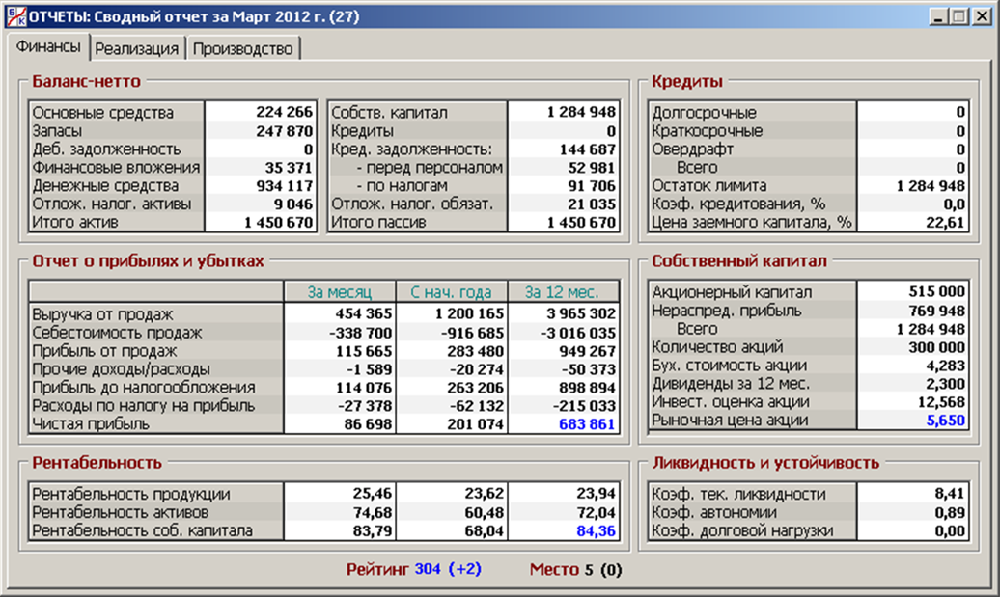 БК ОТЧЕТЫ: Сводный отчет за Март 2012 г. (27)
Финансы Реализация Производство
Баланс-нетто
Основные средства 224 266
Запасы 247 870
Деб. задолженность 0
Финансовые вложения 35 371
Денежные средства 934 117
Отлож. налог. активы 9 046
Итого актив 1 450 670
Собств. капитал 1 284 948
Кредиты 0
Кред. задолженность: 144 687
- перед персоналом 52 981
- по налогам 91 706
Отлож. налог. обязат. 21 035
Итого пассив 1 450 670
Кредиты
Долгосрочные 0
Краткосрочные 0
Овердрафт 0
Всего 0
Остаток лимита 1 284 948
Коэф. кредитования, % 0,0
Цена заемного капитала, % 22,61
Отчет о прибылях и убытках
За месяц С нач. года За 12 мес.
Выручка от продаж 454 365 1 200 165 3 965 302
Себестоимость продаж -338 700 -916 685 -3 016 035
Прибыль от продаж 115 665 283 480 949 267
Прочие доходы/расходы -1 589 -20 274 -50 373
Прибыль до налогообложения 114 076 263 206 898 894
Расходы по налогу на прибыль -27 378 -62 132 -215 033
Чистая прибыль 86 698 201 074 683 861
Собственный капитал
Акционерный капитал 515 000
Нераспред. прибыль 769 948
Всего 1 284 948
Количество акций 300 000
Бух. стоимость акции 4,283
Дивиденды за 12 мес. 2,300
Инвест. оценка акции 12,568
Рыночная цена акции 5,650
Рентабельность
Рентабельность продукции 25,46 23,62 23,94
Рентабельность активов 74,68 60,48 72,04
Рентабельность соб. капитала 83,79 68,04 84,36
Ликвидность и устойчивость
Коэф. тек. ликвидности 8,41
Коэф. автономии 0,89
Коэф. долговой нагрузки 0,00
Рейтинг 304 (+2) Место 5 (0)